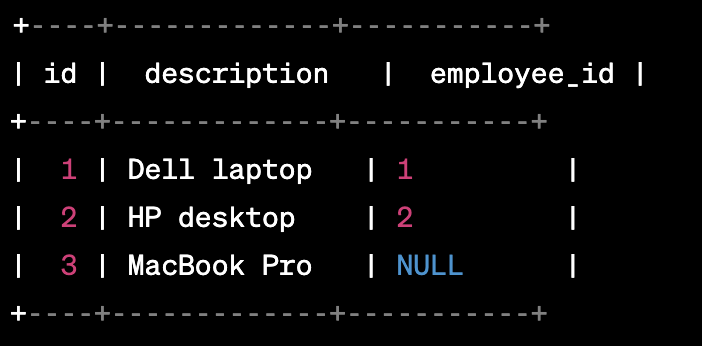 +----+-------------+-----------+
| id | description | employee_id |
+----+-------------+-----------+
| 1 | Dell laptop | 1 |
| 2 | HP desktop | 2 |
| 3 | MacBook Pro | NULL |
+----+-------------+-----------+